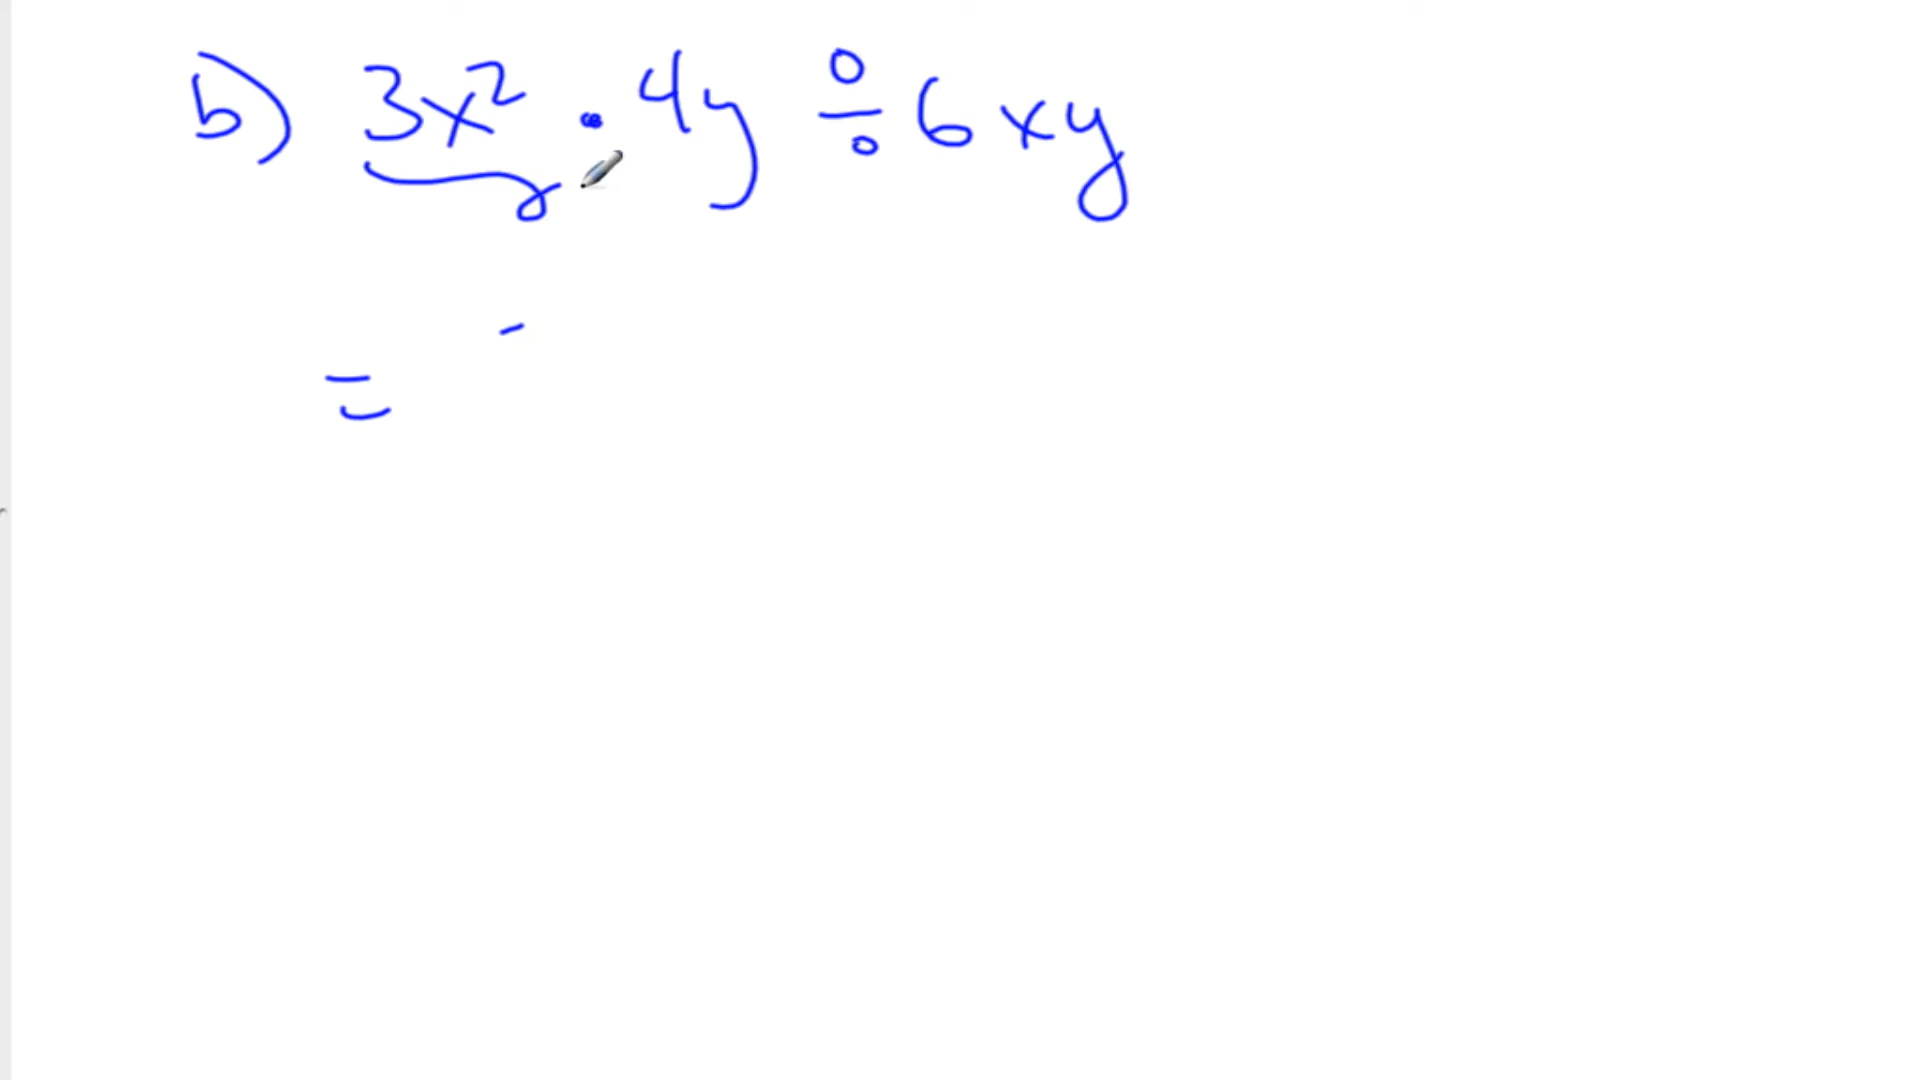 b) 3x² · 4y ÷ 6xy
=